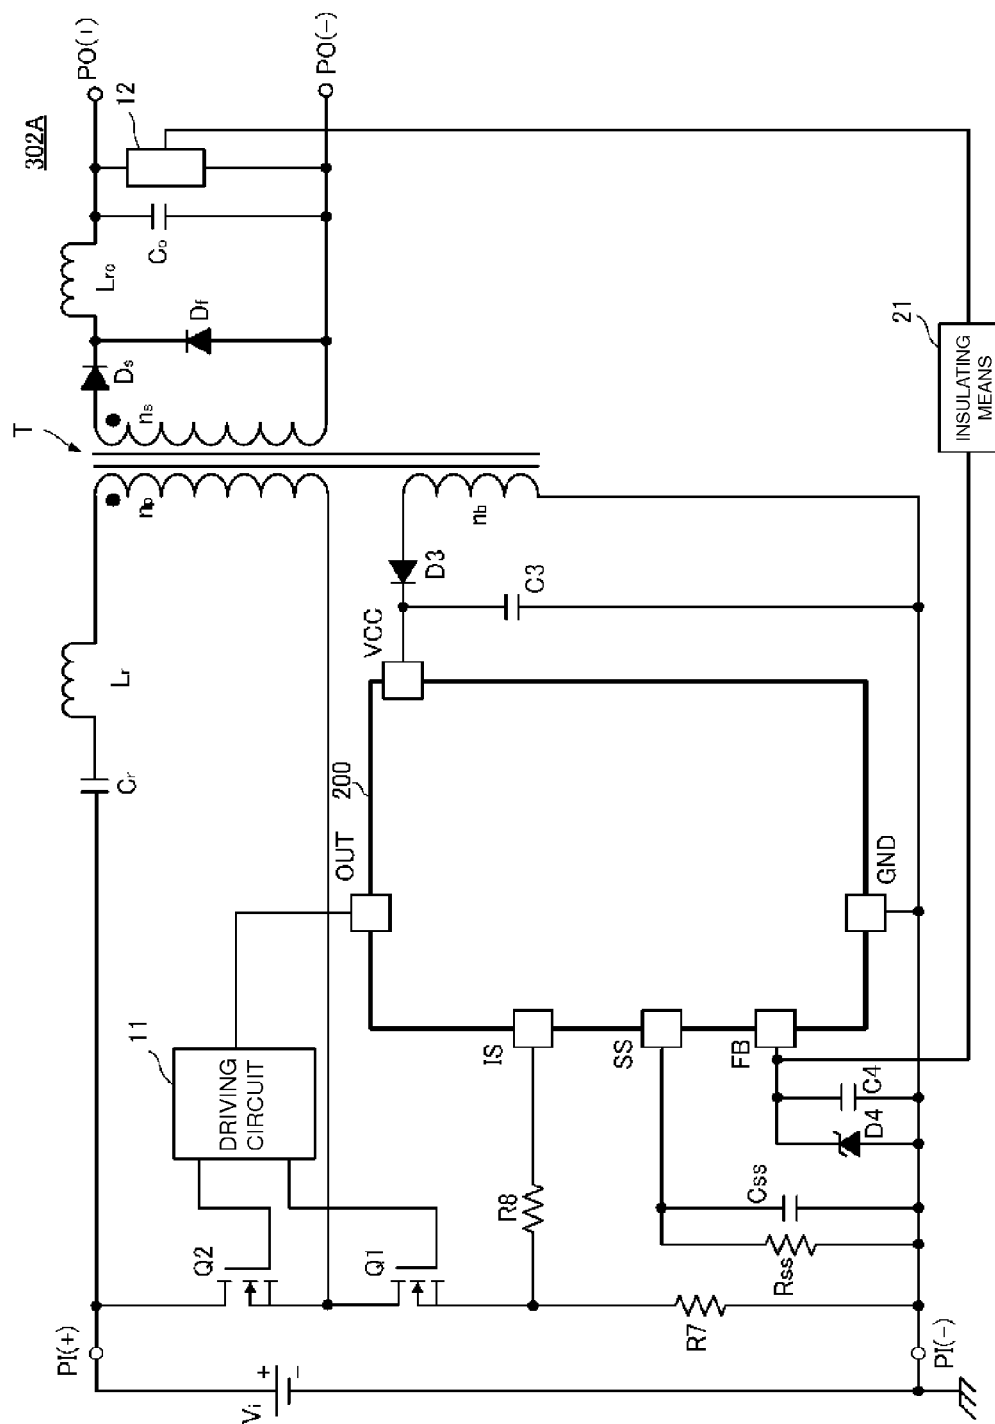 302A
PO(+)
PO(-)
12
Co
Lro
Df
Ds
T
ns
np
nb
21
INSULATING
MEANS
D3
C3
VCC
Lr
Cr
200
OUT
GND
11
DRIVING
CIRCUIT
IS
SS
FB
C4
D4
Css
Rss
R8
Q2
Q1
R7
PI(+)
PI(-)
Vi
+
-